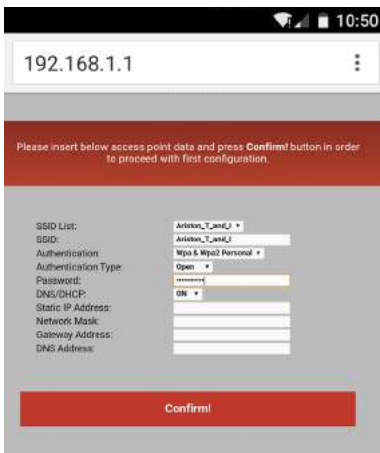 10:50
192.168.1.1
Please insert below access point data and press Confirm! button in order
to proceed with first configuration.
SSID List: Ariston_T_and_I
SSID: Ariston_T_and_I
Authentication: Wpa & Wpa2 Personal
Authentication Type: Open
Password: ••••••••••
DNS/DHCP: ON
Static IP Address:
Network Mask:
Gateway Address:
DNS Address:
Confirm!